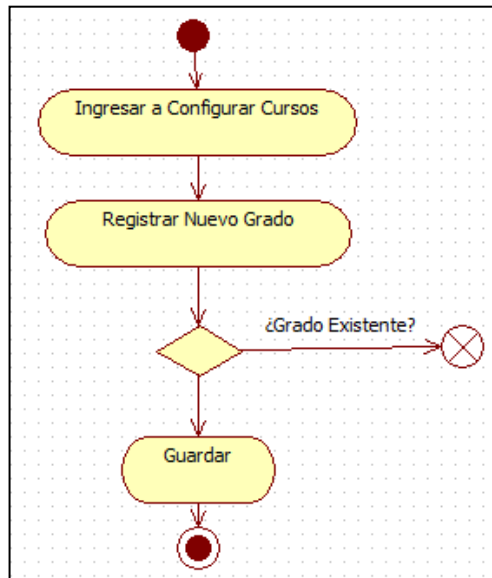 Ingresar a Configurar Cursos
Registrar Nuevo Grado
¿Grado Existente?
Guardar